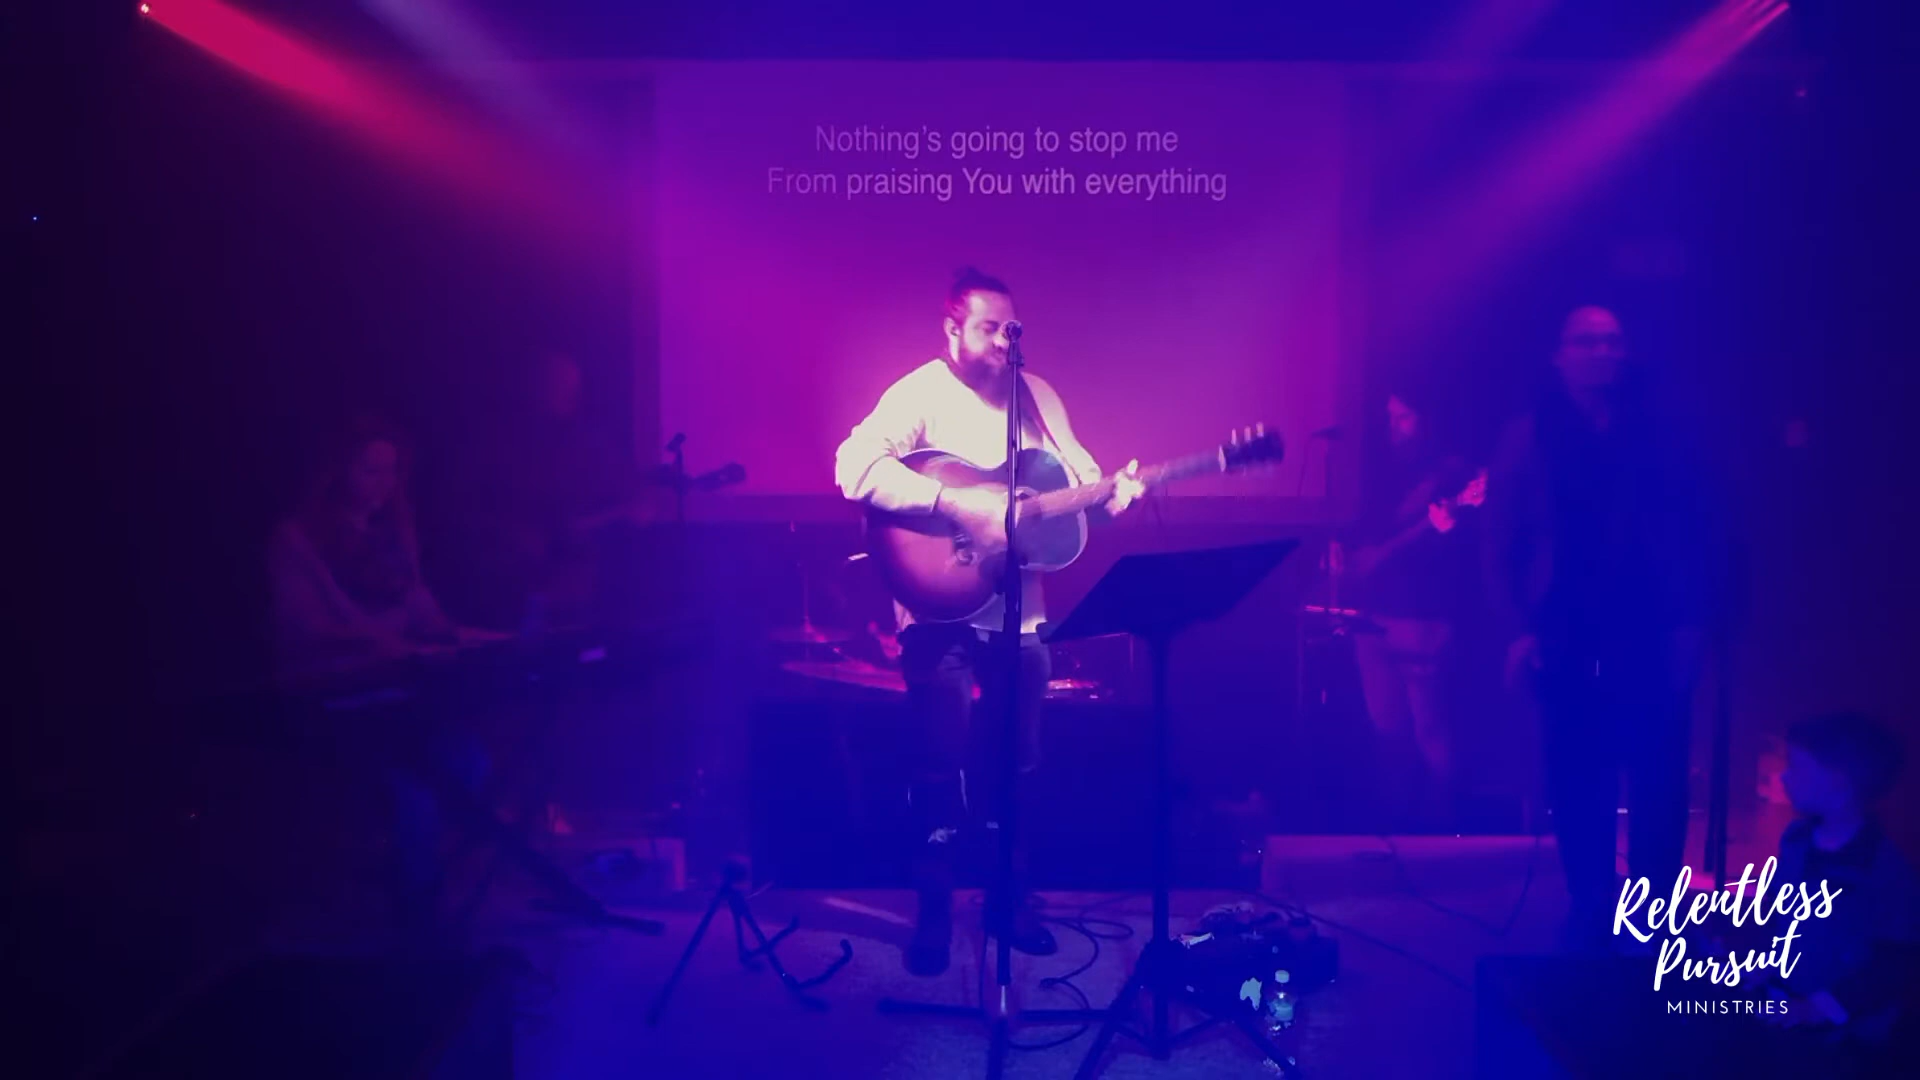 Nothing's going to stop me
From praising You with everything
Relentless
Pursuit
MINISTRIES